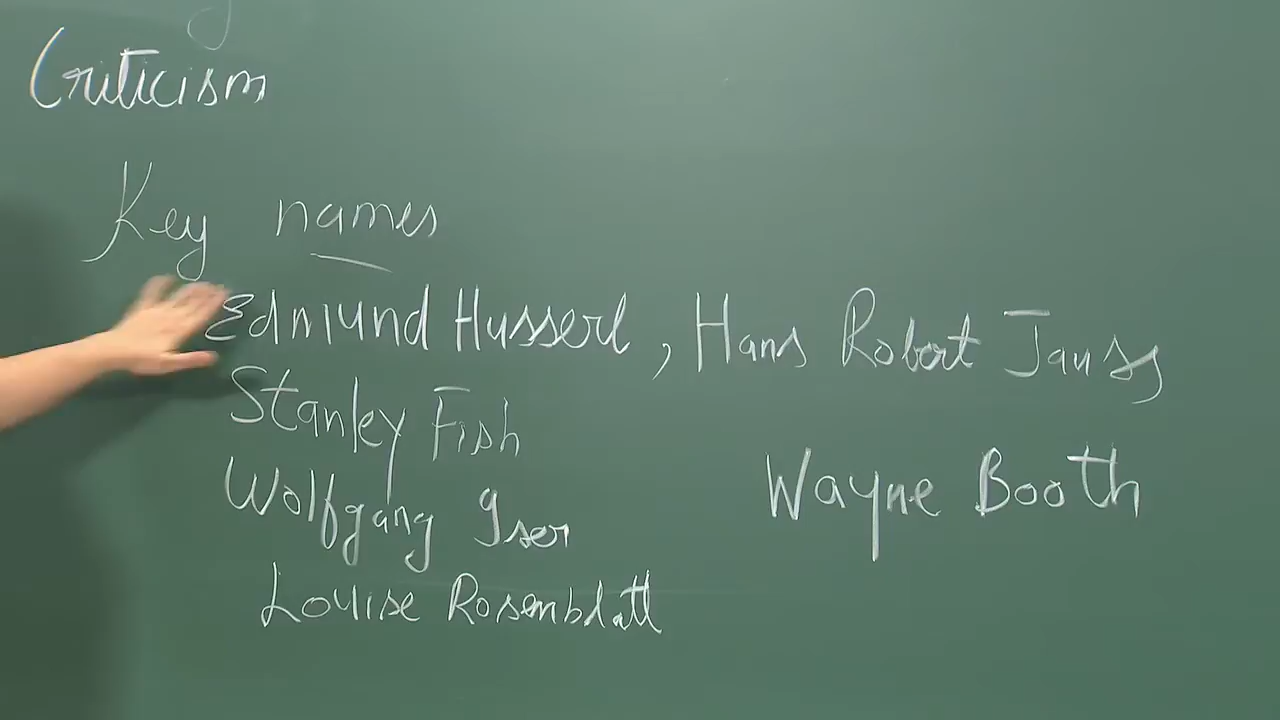 Criticism
Key names
Edmund Husserl, Hans Robert Jauss
Stanley Fish
Wolfgang Iser
Wayne Booth
Louise Rosenblatt